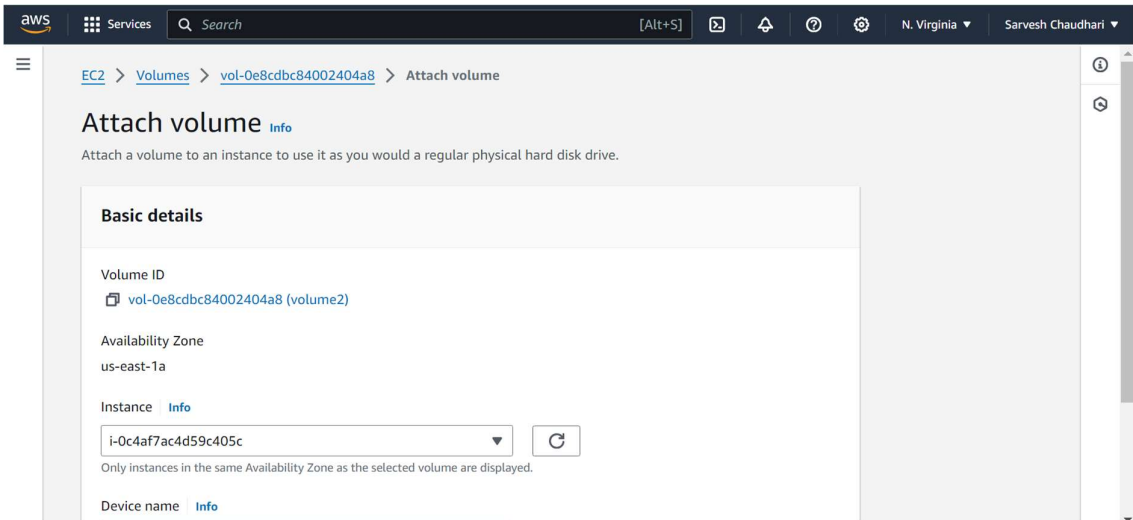 aws Services Search [Alt+S] N. Virginia Sarvesh Chaudhari
EC2 > Volumes > vol-0e8cdbc84002404a8 > Attach volume
Attach volume Info
Attach a volume to an instance to use it as you would a regular physical hard disk drive.
Basic details
Volume ID
vol-0e8cdbc84002404a8 (volume2)
Availability Zone
us-east-1a
Instance Info
i-0c4af7ac4d59c405c
Only instances in the same Availability Zone as the selected volume are displayed.
Device name Info